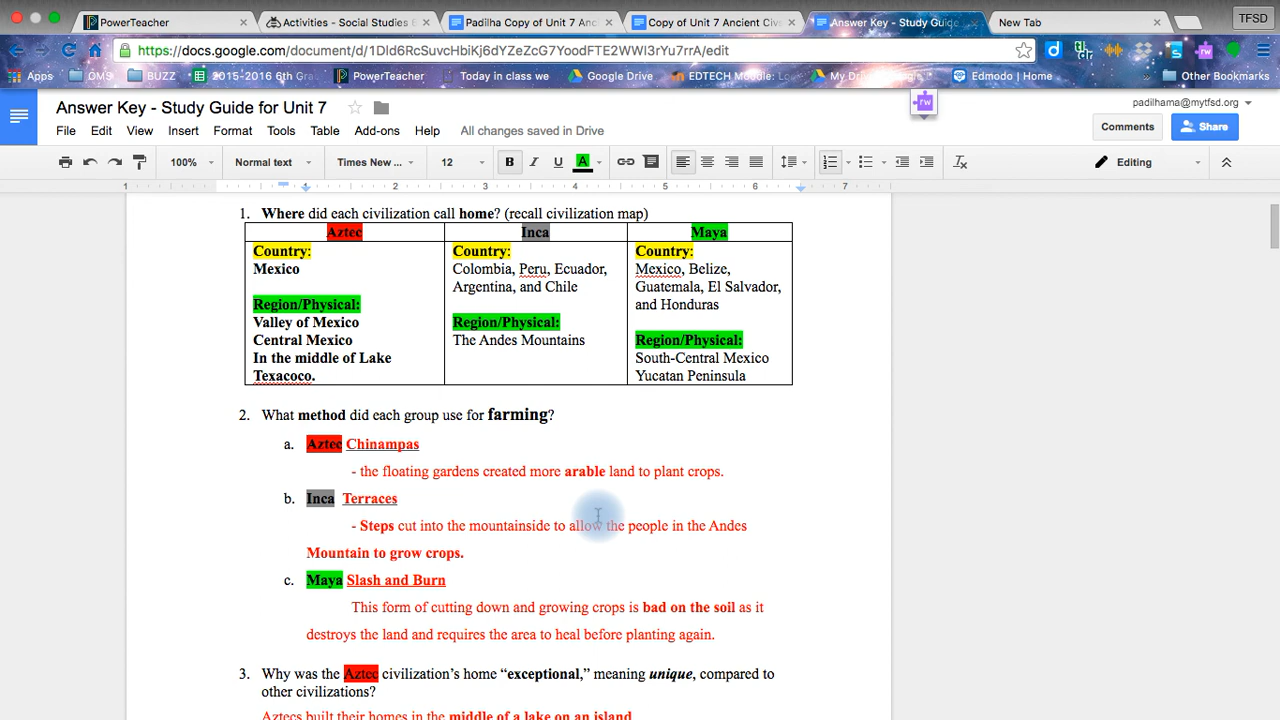 PowerTeacher
Activities - Social Studies
Padilha Copy of Unit 7 Anc
Copy of Unit 7 Ancient Civ
Answer Key - Study Guide
New Tab
TFSD
https://docs.google.com/document/d/1Dld6RcSuvcHbiKj6dYZeZcG7YoodFTE2WWI3rYu7rrA/edit
Apps
OMS
BUZZ
2015-2016 6th Gra
PowerTeacher
Today in class we
Google Drive
EDTECH Module: Lo
My Dri
Google
Edmodo | Home
Other Bookmarks
rw
Answer Key - Study Guide for Unit 7
padilhama@mytfsd.org
File Edit View Insert Format Tools Table Add-ons Help All changes saved in Drive
Comments
Share
100% Normal text Times New ... 12 B I U A Editing
1 1 2 3 4 5 6 7
1. Where did each civilization call home? (recall civilization map)
Aztec Inca Maya
Country:
Mexico
Region/Physical:
Valley of Mexico
Central Mexico
In the middle of Lake
Texacoco.
Country:
Colombia, Peru, Ecuador,
Argentina, and Chile
Region/Physical:
The Andes Mountains
Country:
Mexico, Belize,
Guatemala, El Salvador,
and Honduras
Region/Physical:
South-Central Mexico
Yucatan Peninsula
2. What method did each group use for farming?
a. Aztec Chinampas
- the floating gardens created more arable land to plant crops.
b. Inca Terraces
- Steps cut into the mountainside to allow the people in the Andes
Mountain to grow crops.
c. Maya Slash and Burn
This form of cutting down and growing crops is bad on the soil as it
destroys the land and requires the area to heal before planting again.
3. Why was the Aztec civilization's home “exceptional,” meaning unique, compared to
other civilizations?
Aztecs built their homes in the middle of a lake on an island